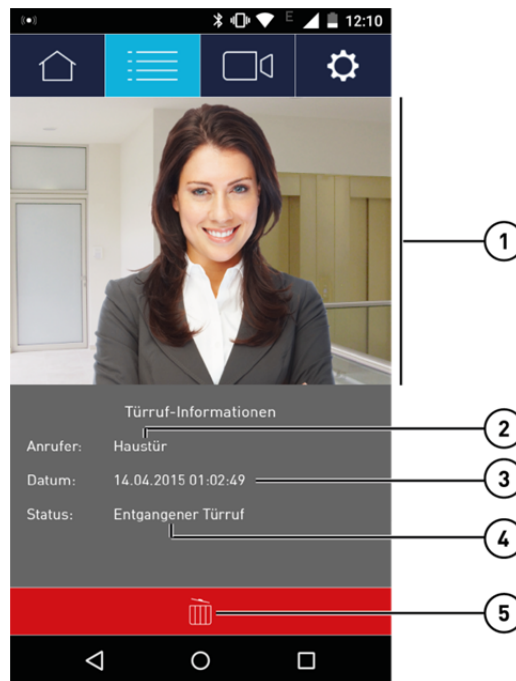 E 12:10
1
Türruf-Informationen
2
Anrufer: Haustür
Datum: 14.04.2015 01:02:49
3
Status: Entgangener Türruf
4
5